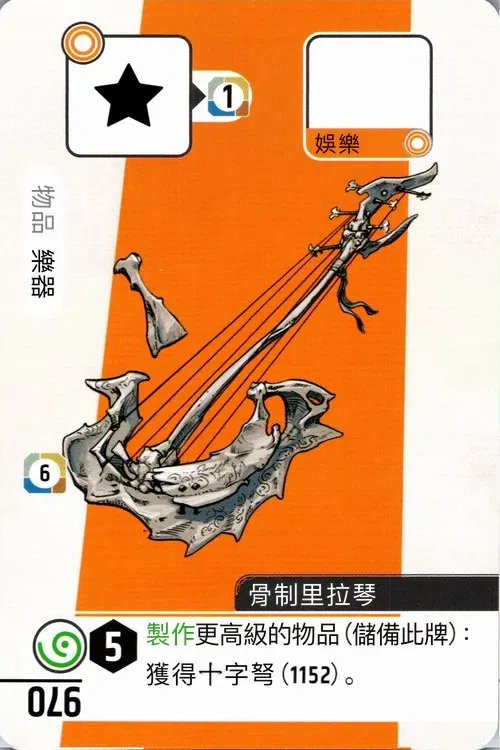 1
娛樂
物品 樂器
6
骨制里拉琴
5 製作更高級的物品(儲備此牌):
獲得十字弩(1152)。
076